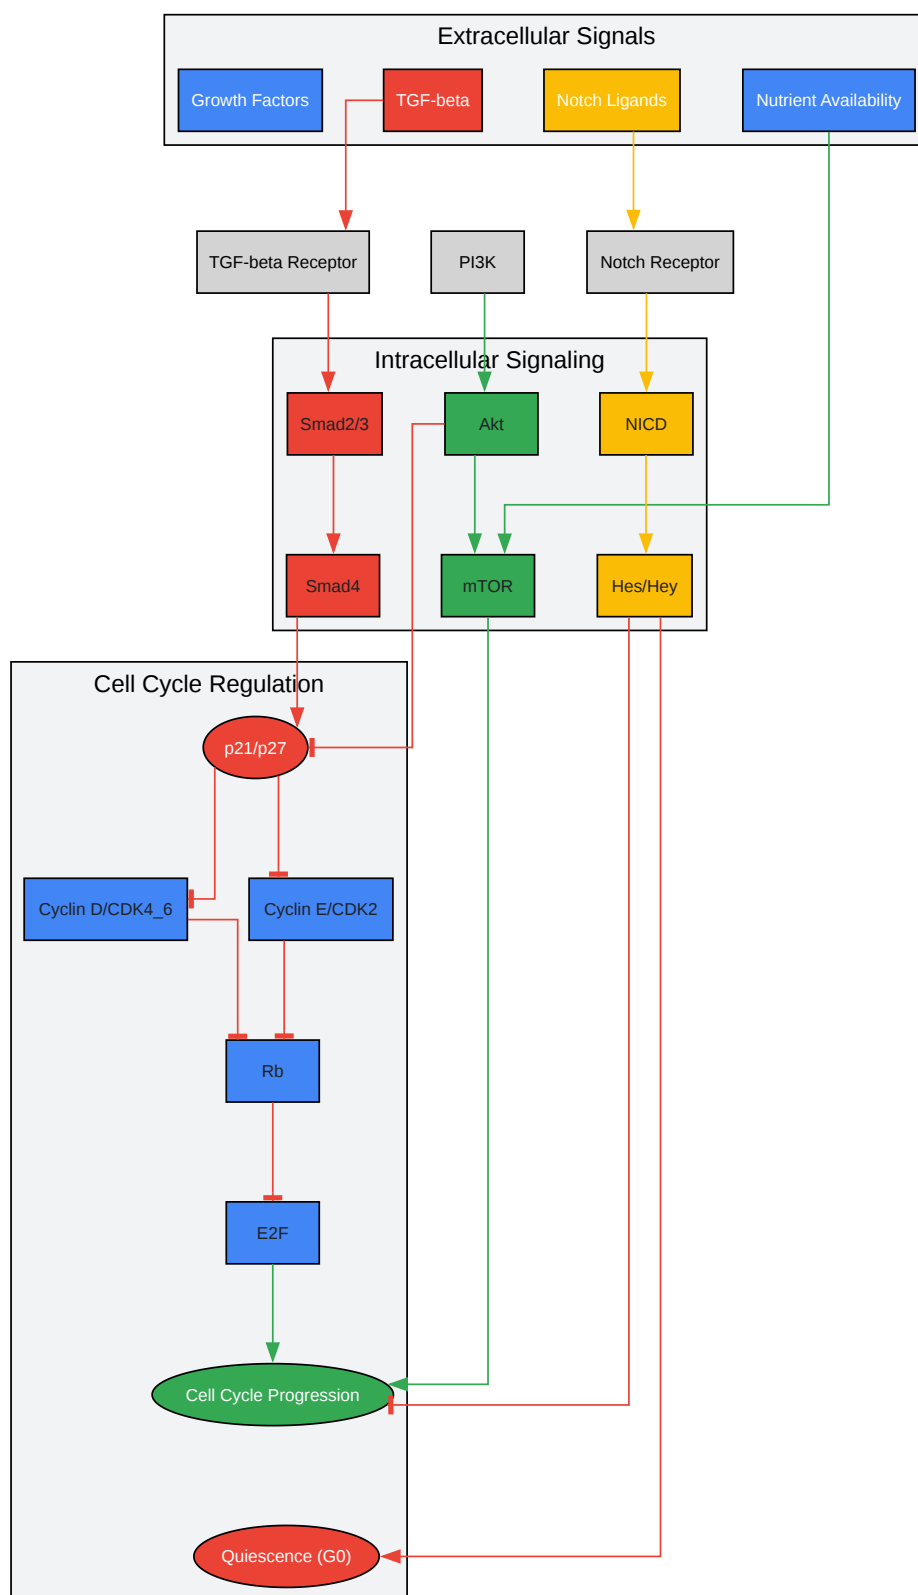 Extracellular Signals
Growth Factors
TGF-beta
Notch Ligands
Nutrient Availability
TGF-beta Receptor
PI3K
Notch Receptor
Intracellular Signaling
Smad2/3
Akt
NICD
Smad4
mTOR
Hes/Hey
Cell Cycle Regulation
p21/p27
Cyclin D/CDK4_6
Cyclin E/CDK2
Rb
E2F
Cell Cycle Progression
Quiescence (G0)